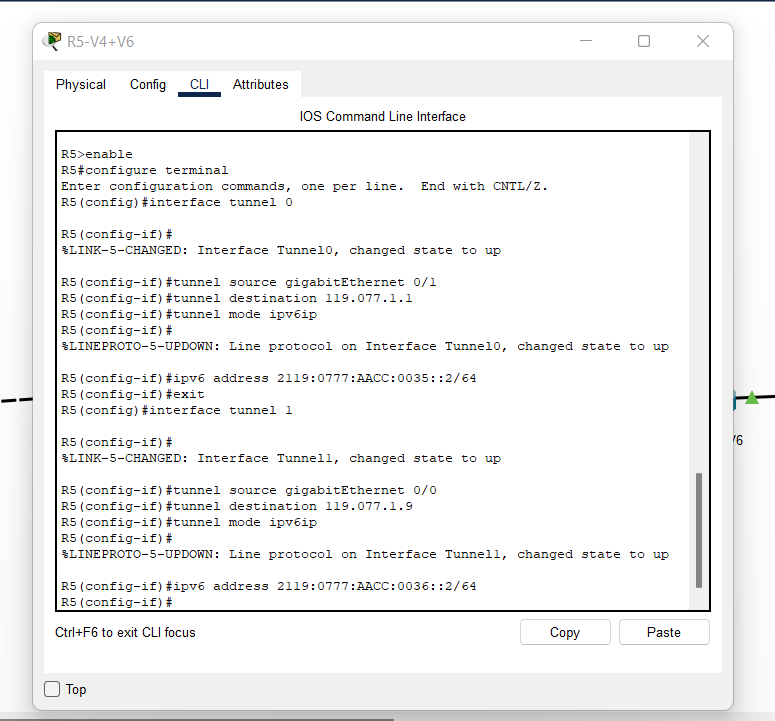 R5-V4+V6
Physical Config CLI Attributes
IOS Command Line Interface
R5>enable
R5#configure terminal
Enter configuration commands, one per line.  End with CNTL/Z.
R5(config)#interface tunnel 0
R5(config-if)#
%LINK-5-CHANGED: Interface Tunnel0, changed state to up
R5(config-if)#tunnel source gigabitEthernet 0/1
R5(config-if)#tunnel destination 119.077.1.1
R5(config-if)#tunnel mode ipv6ip
R5(config-if)#
%LINEPROTO-5-UPDOWN: Line protocol on Interface Tunnel0, changed state to up
R5(config-if)#ipv6 address 2119:0777:AACC:0035::2/64
R5(config-if)#exit
R5(config)#interface tunnel 1
R5(config-if)#
%LINK-5-CHANGED: Interface Tunnel1, changed state to up
R5(config-if)#tunnel source gigabitEthernet 0/0
R5(config-if)#tunnel destination 119.077.1.9
R5(config-if)#tunnel mode ipv6ip
R5(config-if)#
%LINEPROTO-5-UPDOWN: Line protocol on Interface Tunnel1, changed state to up
R5(config-if)#ipv6 address 2119:0777:AACC:0036::2/64
R5(config-if)#
Ctrl+F6 to exit CLI focus
Copy Paste
Top